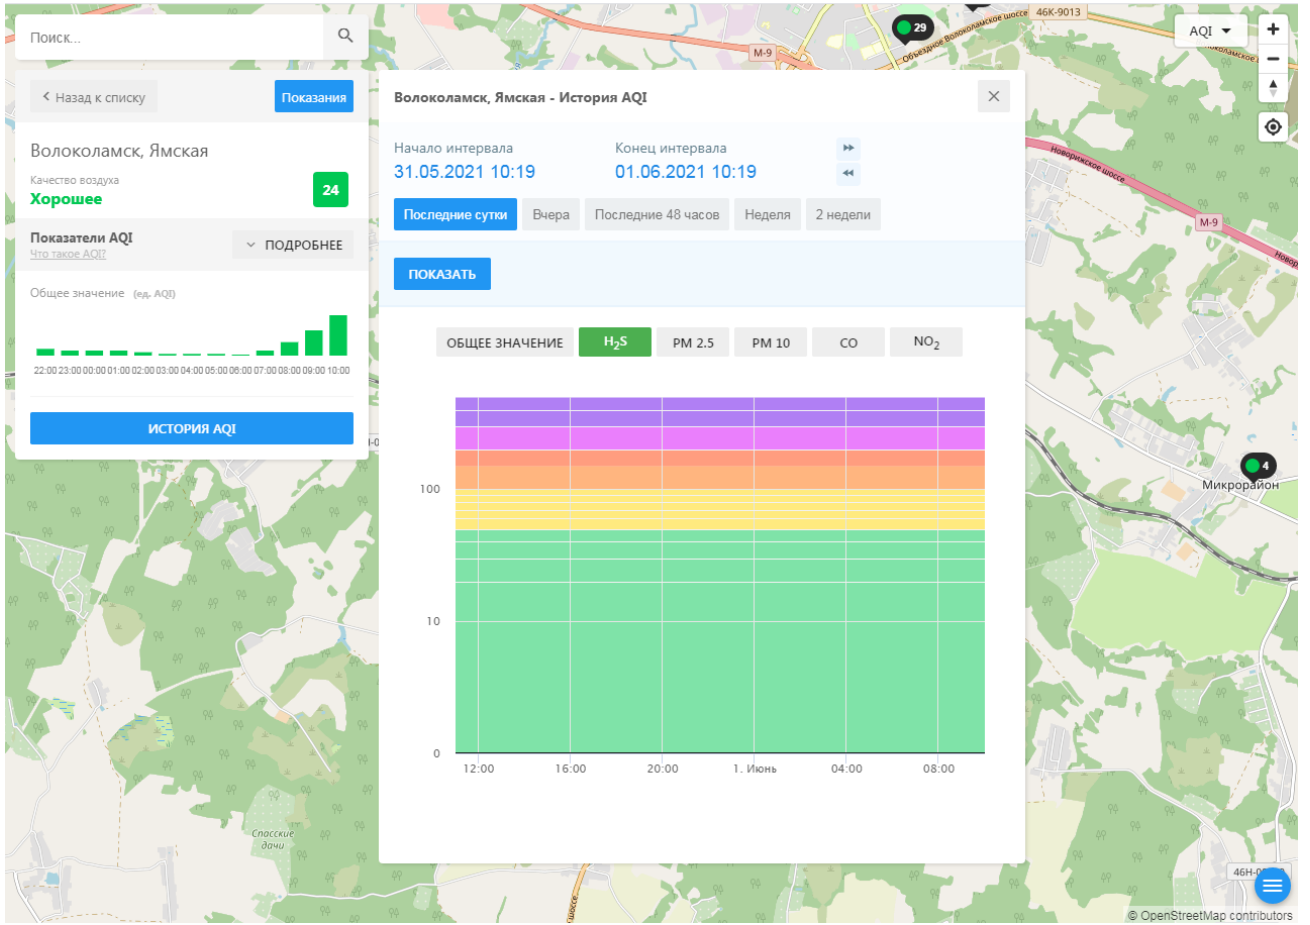 46К-9013
29
Объездное Волоколамское шоссе
М-9
AQI
Поиск...
Назад к списку
Показания
Волоколамск, Ямская
Качество воздуха
Хорошее
24
Показатели AQI
Что такое AQI?
ПОДРОБНЕЕ
Общее значение (ед. AQI)
22:00 23:00 00:00 01:00 02:00 03:00 04:00 05:00 06:00 07:00 08:00 09:00 10:00
ИСТОРИЯ AQI
Волоколамск, Ямская - История AQI
Начало интервала
Конец интервала
31.05.2021 10:19
01.06.2021 10:19
Последние сутки
Вчера
Последние 48 часов
Неделя
2 недели
ПОКАЗАТЬ
ОБЩЕЕ ЗНАЧЕНИЕ
H2S
PM 2.5
PM 10
CO
NO2
100
10
0
12:00
16:00
20:00
1. Июнь
04:00
08:00
Новорижское шоссе
М-9
4
Микрорайон
Спасские
дачи
© OpenStreetMap contributors